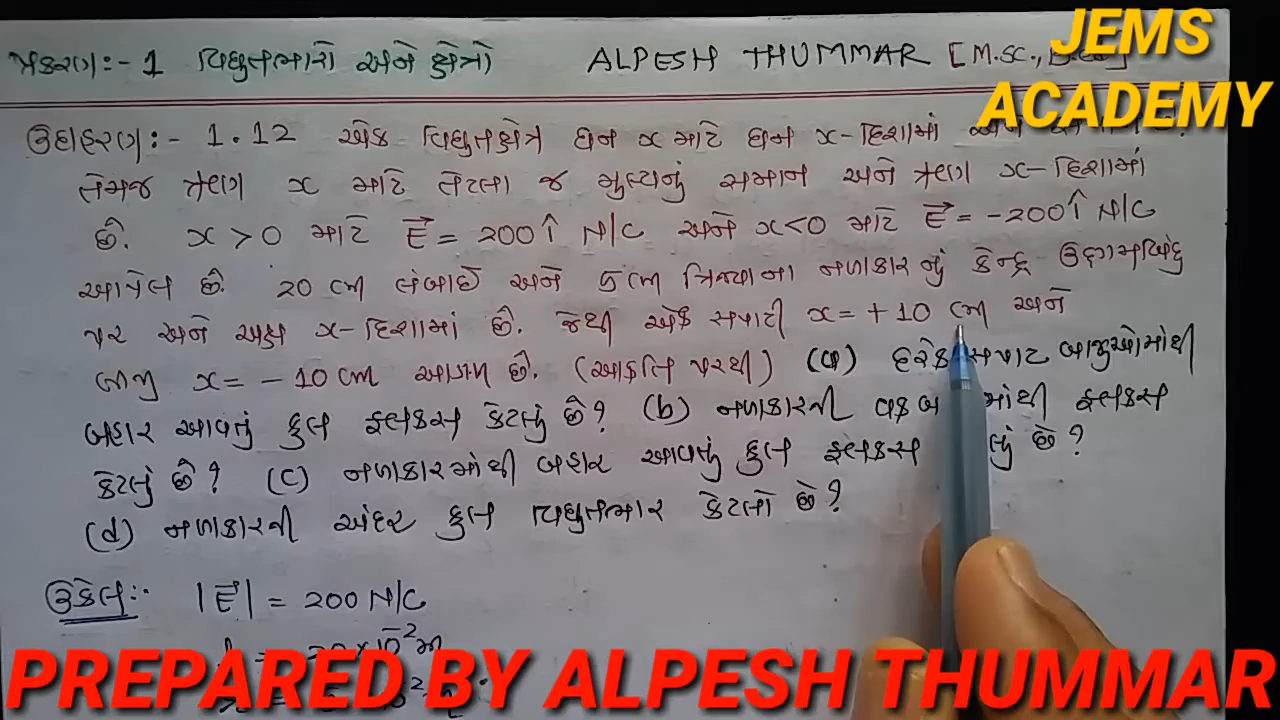 પ્રકરણ:- 1 વિદ્યુતભારો અને ક્ષેત્રો ALPESH THUMMAR [M.SC.,
JEMS
ACADEMY
ઉદાહરણ:- 1.12 એક વિદ્યુતક્ષેત્ર ધન x માટે ધન x-દિશામાં
તેમજ ઋણ x માટે તેટલા જ મુલ્યનું સમાન અને ઋણ x-દિશામાં
છે. x > 0 માટે E⃗ = 200 î N/C અને x < 0 માટે E⃗ = -200 î N/C
આપેલ છે. 20 cm લંબાઈ અને 5 cm ત્રિજ્યાના નળાકારનું કેન્દ્ર ઉદ્દગમબિંદુ
પર અને અક્ષ x-દિશામાં છે. જેથી એક સપાટી x = +10 cm અને
બીજી x = -10 cm આગળ છે. (આકૃતિ પરથી) (a) દરેક સપાટ બાજુઓમાંથી
બહાર આવતું કુલ ફ્લક્સ કેટલું છે? (b) નળાકારની વક્ર માંથી ફ્લક્સ
કેટલું છે? (c) નળાકારમાંથી બહાર આવતું કુલ ફ્લક્સ છે?
(d) નળાકારની અંદર કુલ વિદ્યુતભાર કેટલો છે?
ઉકેલ:- |E⃗| = 200 N/C
PREPARED BY ALPESH THUMMAR